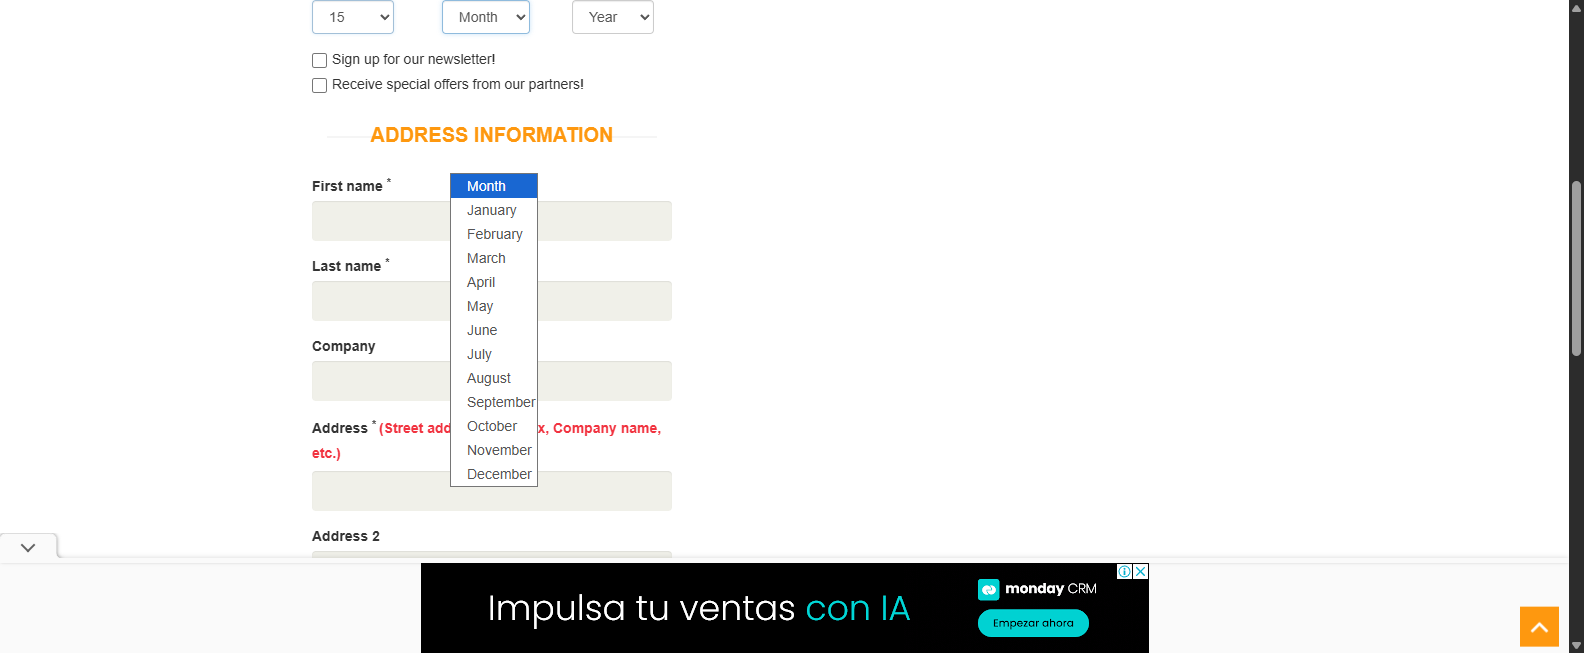 15 Month Year
Sign up for our newsletter!
Receive special offers from our partners!
ADDRESS INFORMATION
First name *
Month
January
February
March
April
May
June
July
August
September
October
November
December
Last name *
Company
Address * (Street add x, Company name,
etc.)
Address 2
Impulsa tu ventas con IA
monday CRM
Empezar ahora